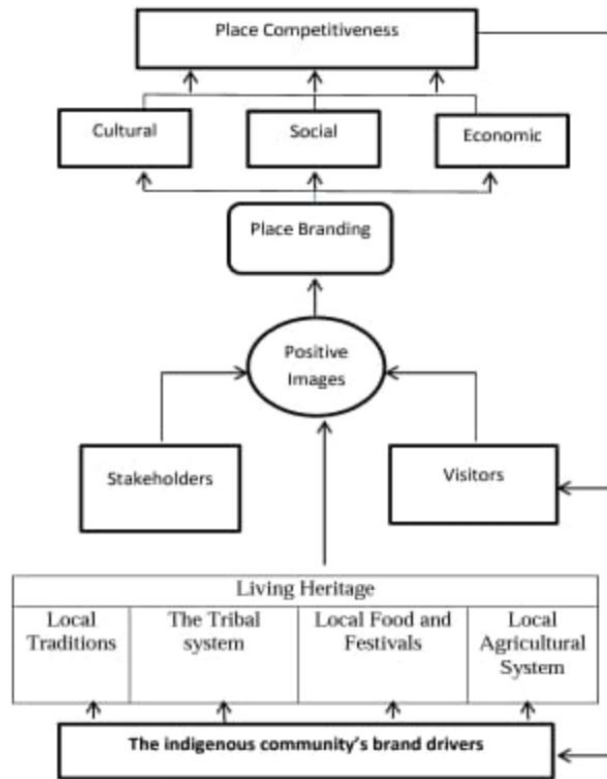 Place Competitiveness
Cultural
Social
Economic
Place Branding
Positive
Images
Stakeholders
Visitors
Living Heritage
Local
Traditions
The Tribal
system
Local Food and
Festivals
Local
Agricultural
System
The indigenous community's brand drivers